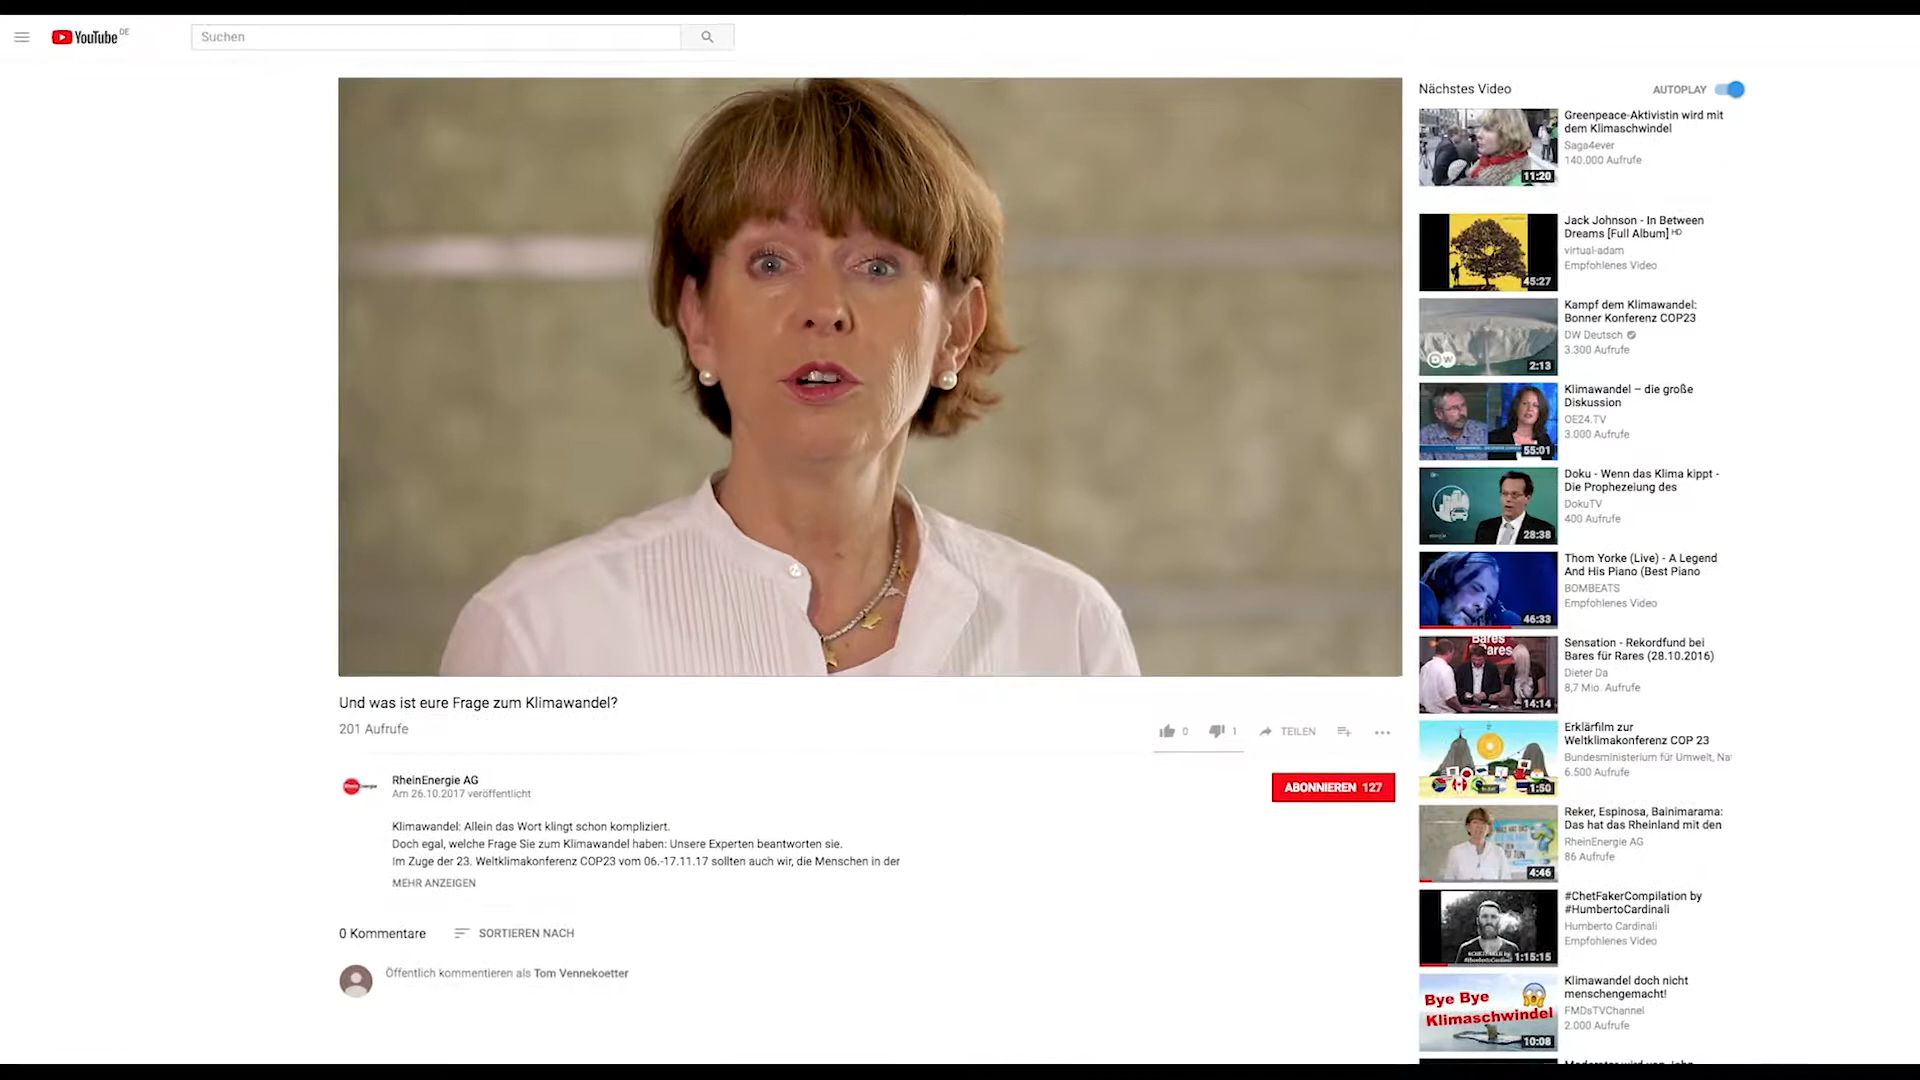 YouTube DE
Suchen
Nächstes Video
AUTOPLAY
Greenpeace-Aktivistin wird mit
dem Klimaschwindel
Saga4ever
140.000 Aufrufe
11:20
Jack Johnson - In Between
Dreams [Full Album] HD
virtual-adam
Empfohlenes Video
45:27
Kampf dem Klimawandel:
Bonner Konferenz COP23
DW Deutsch
3.300 Aufrufe
DW
2:13
Klimawandel – die große
Diskussion
OE24.TV
3.000 Aufrufe
55:01
Doku - Wenn das Klima kippt -
Die Prophezeiung des
DokuTV
400 Aufrufe
28:38
Thom Yorke (Live) - A Legend
And His Piano (Best Piano
BOMBEATS
Empfohlenes Video
46:33
Sensation - Rekordfund bei
Bares für Rares (28.10.2016)
Dieter Da
8,7 Mio. Aufrufe
Bares
14:14
Erklärfilm zur
Weltklimakonferenz COP 23
Bundesministerium für Umwelt, Na
6.500 Aufrufe
1:50
Reker, Espinosa, Bainimarama:
Das hat das Rheinland mit den
RheinEnergie AG
86 Aufrufe
4:46
#ChetFakerCompilation by
#HumbertoCardinali
Humberto Cardinali
Empfohlenes Video
1:15:15
Klimawandel doch nicht
menschengemacht!
FMDsTVChannel
2.000 Aufrufe
Bye Bye
Klimaschwindel
10:08
Und was ist eure Frage zum Klimawandel?
201 Aufrufe
0
1
TEILEN
RheinEnergie AG
Am 26.10.2017 veröffentlicht
ABONNIEREN 127
Klimawandel: Allein das Wort klingt schon kompliziert.
Doch egal, welche Frage Sie zum Klimawandel haben: Unsere Experten beantworten sie.
Im Zuge der 23. Weltklimakonferenz COP23 vom 06.-17.11.17 sollten auch wir, die Menschen in der
MEHR ANZEIGEN
0 Kommentare
SORTIEREN NACH
Öffentlich kommentieren als Tom Vennekoetter